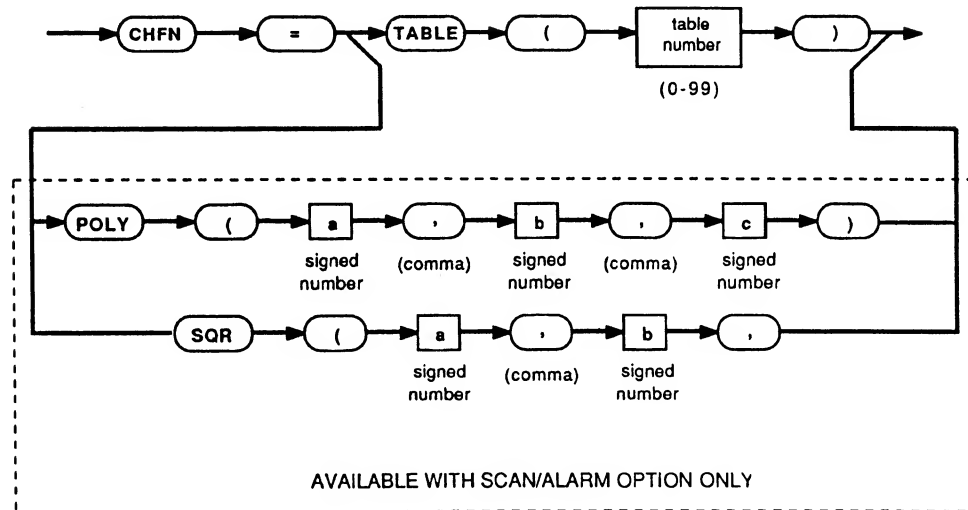 CHFN = TABLE ( table number )
(0-99)
POLY ( a , b , c )
signed number (comma) signed number (comma) signed number
SQR ( a , b ,
signed number (comma) signed number
AVAILABLE WITH SCAN/ALARM OPTION ONLY